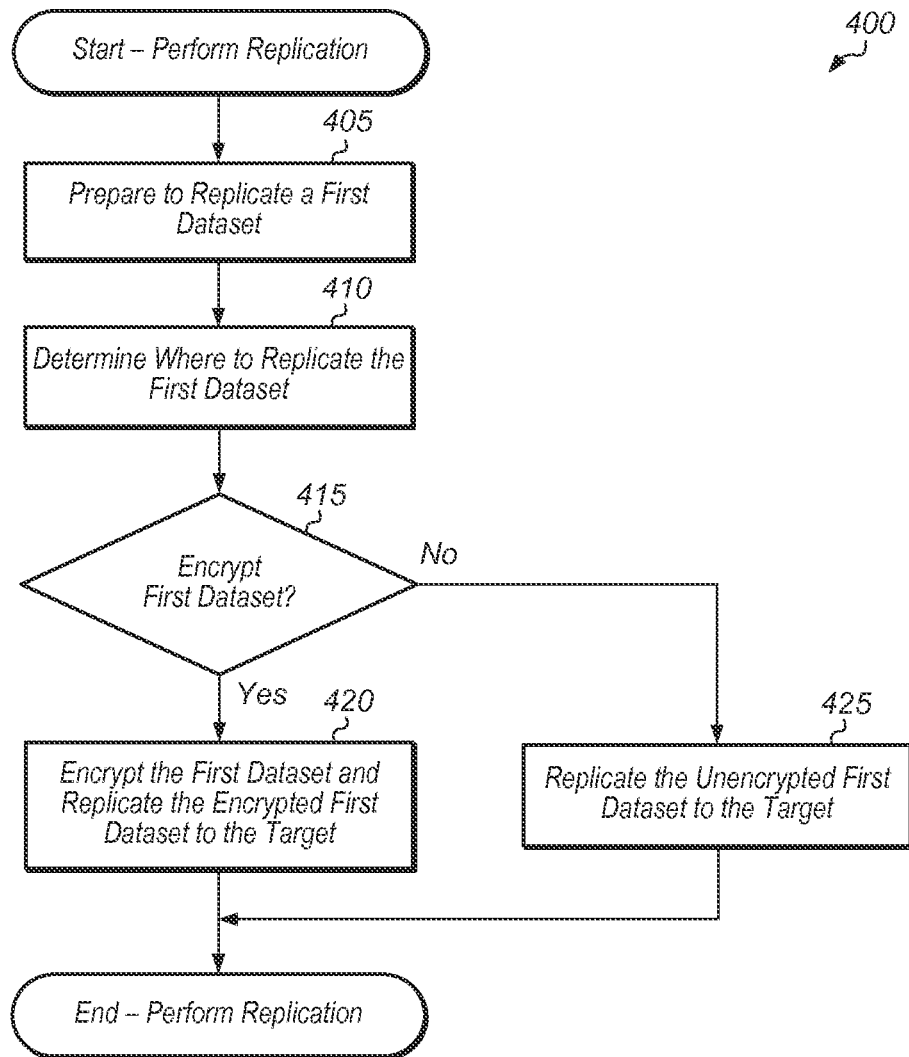 Start – Perform Replication
400
405
Prepare to Replicate a First
Dataset
410
Determine Where to Replicate the
First Dataset
415
Encrypt
First Dataset?
No
Yes
420
Encrypt the First Dataset and
Replicate the Encrypted First
Dataset to the Target
425
Replicate the Unencrypted First
Dataset to the Target
End – Perform Replication